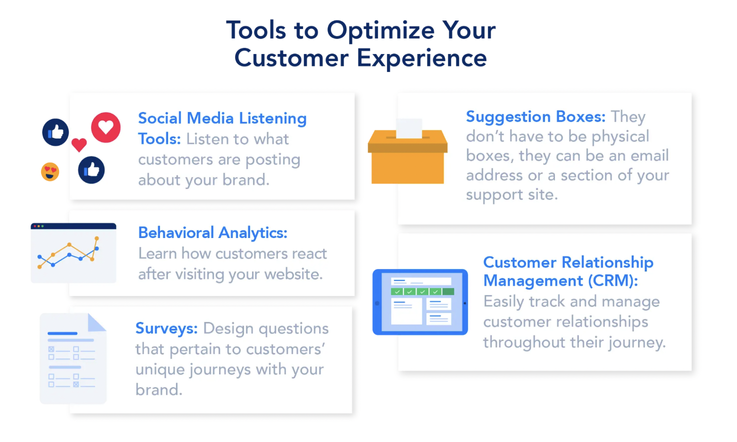 Tools to Optimize Your
Customer Experience
Social Media Listening
Tools: Listen to what
customers are posting
about your brand.
Behavioral Analytics:
Learn how customers react
after visiting your website.
Surveys: Design questions
that pertain to customers’
unique journeys with your
brand.
Suggestion Boxes: They
don’t have to be physical
boxes, they can be an email
address or a section of your
support site.
Customer Relationship
Management (CRM):
Easily track and manage
customer relationships
throughout their journey.